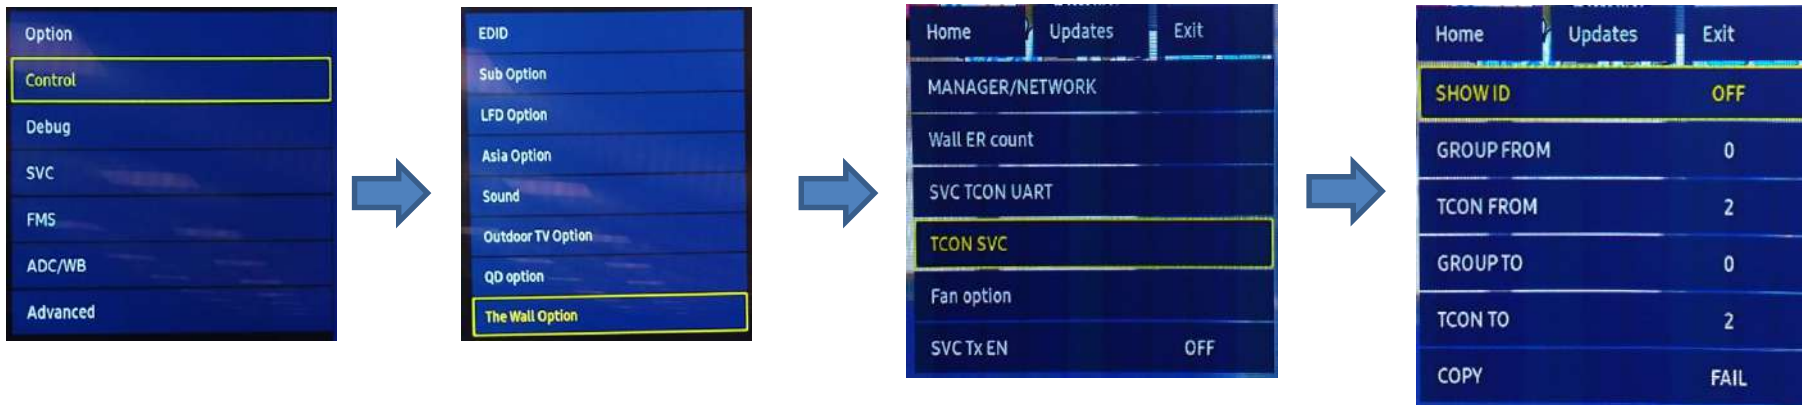 Option
Control
Debug
SVC
FMS
ADC/WB
Advanced
EDID
Sub Option
LFD Option
Asia Option
Sound
Outdoor TV Option
QD option
The Wall Option
Home Updates Exit
MANAGER/NETWORK
Wall ER count
SVC TCON UART
TCON SVC
Fan option
SVC Tx EN OFF
Home Updates Exit
SHOW ID OFF
GROUP FROM 0
TCON FROM 2
GROUP TO 0
TCON TO 2
COPY FAIL